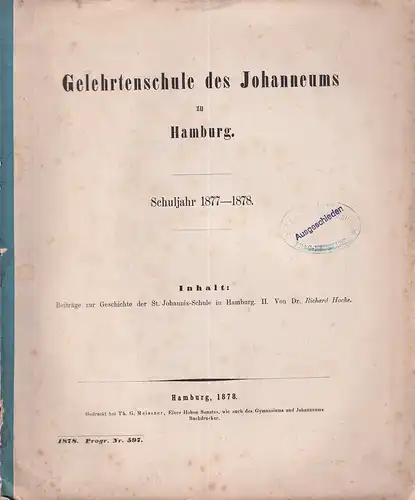 Gelehrtenschule des Johanneums
zu
Hamburg.
Schuljahr 1877—1878.
Ausgeschieden
Inhalt:
Beiträge zur Geschichte der St. Johannis-Schule in Hamburg. II. Von Dr. Richard Hoche.
Hamburg, 1878.
Gedruckt bei Th. G. Meissner, Eines Hohen Senates, wie auch des Gymnasiums und Johanneums
Buchdrucker.
1878. Progr. Nr. 597.